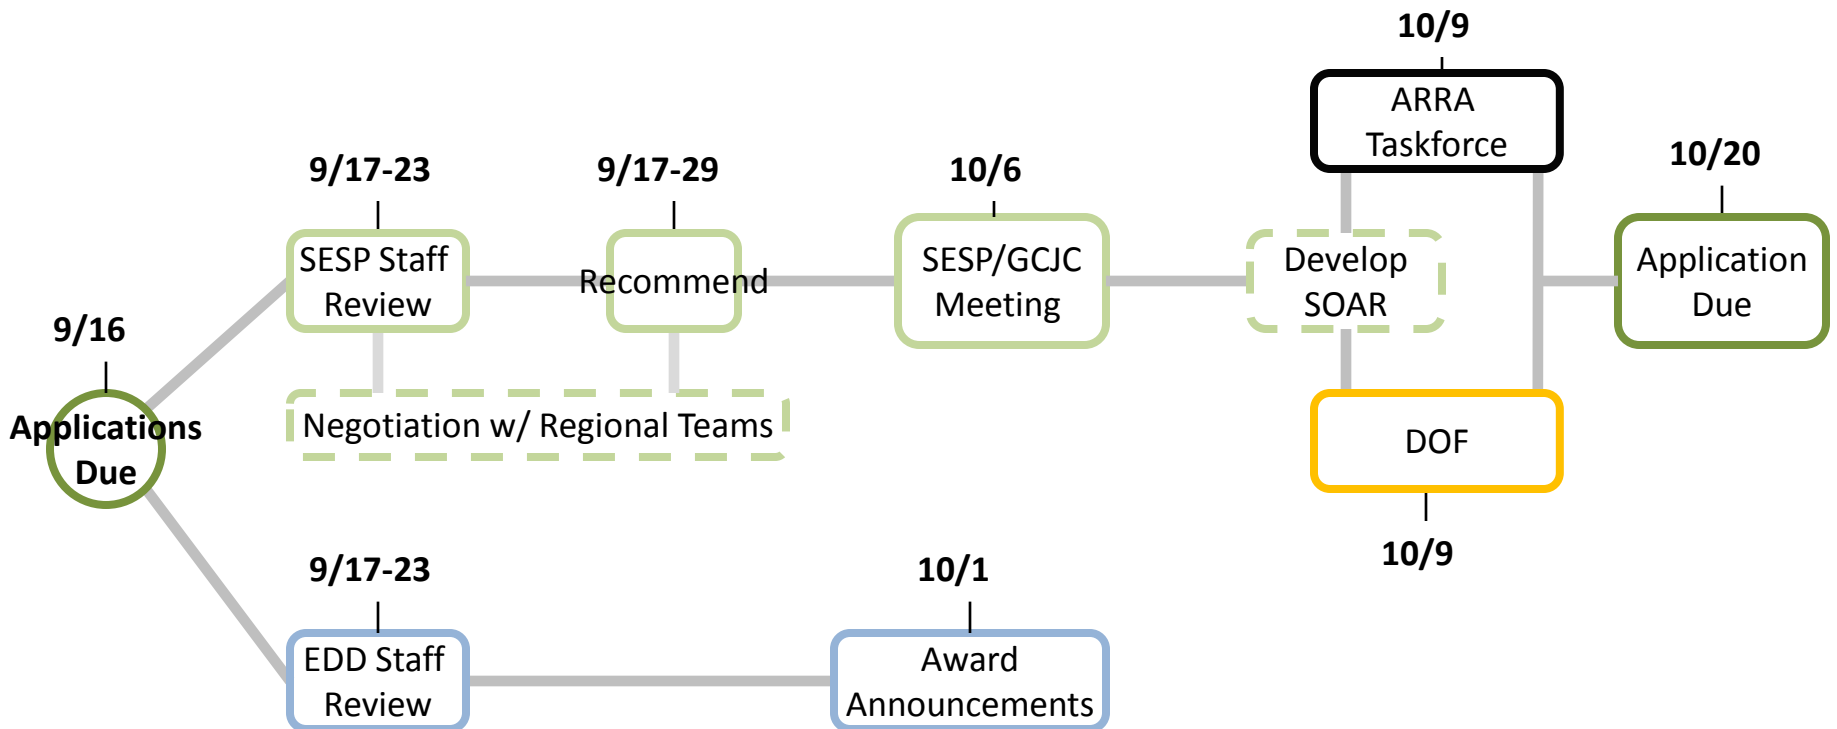 10/9
ARRA
Taskforce
9/17-23
9/17-29
10/6
10/20
SESP Staff
Review
Recommend
SESP/GCJC
Meeting
Develop
SOAR
Application
Due
9/16
Applications
Due
Negotiation w/ Regional Teams
DOF
10/9
9/17-23
10/1
EDD Staff
Review
Award
Announcements